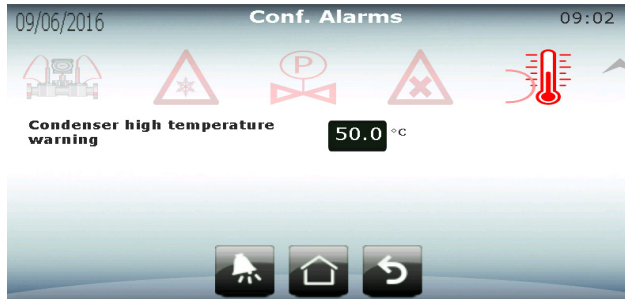 09/06/2016 Conf. Alarms 09:02
P
Condenser high temperature
warning
50.0 °C